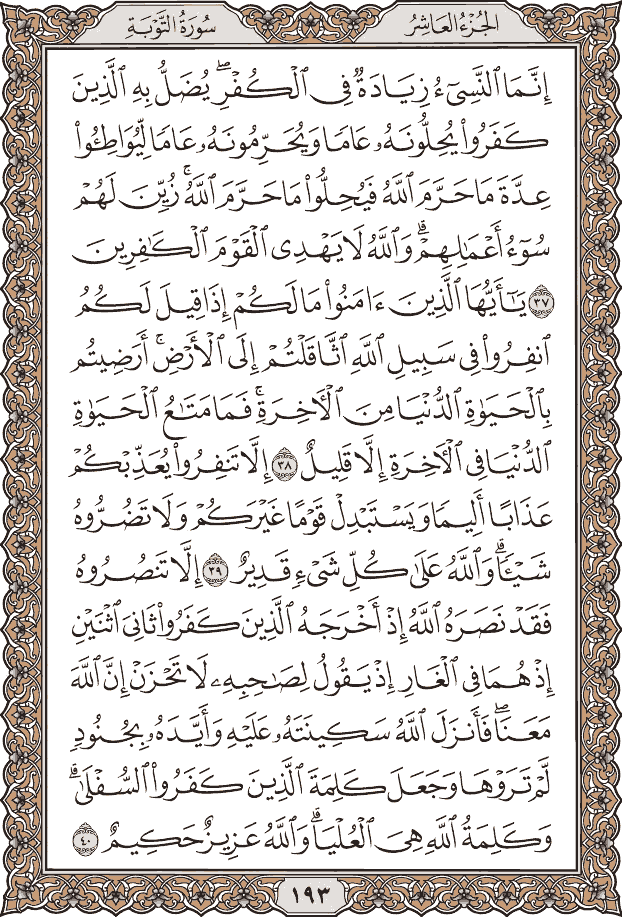 الجُزْءُ العَاشِرُ
سُورَةُ التَّوْبَةِ
إِنَّمَا ٱلنَّسِىٓءُ زِيَادَةٌ فِى ٱلْكُفْرِۖ يُضَلُّ بِهِ ٱلَّذِينَ
كَفَرُوا۟ يُحِلُّونَهُۥ عَامًا وَيُحَرِّمُونَهُۥ عَامًا لِّيُوَاطِـُٔوا۟
عِدَّةَ مَا حَرَّمَ ٱللَّهُ فَيُحِلُّوا۟ مَا حَرَّمَ ٱللَّهُۚ زُيِّنَ لَهُمْ
سُوٓءُ أَعْمَـٰلِهِمْۗ وَٱللَّهُ لَا يَهْدِى ٱلْقَوْمَ ٱلْكَـٰفِرِينَ
٣٧ يَـٰٓأَيُّهَا ٱلَّذِينَ ءَامَنُوا۟ مَا لَكُمْ إِذَا قِيلَ لَكُمُ
ٱنفِرُوا۟ فِى سَبِيلِ ٱللَّهِ ٱثَّاقَلْتُمْ إِلَى ٱلْأَرْضِۚ أَرَضِيتُم
بِٱلْحَيَوٰةِ ٱلدُّنْيَا مِنَ ٱلْـَٔاخِرَةِۚ فَمَا مَتَـٰعُ ٱلْحَيَوٰةِ
ٱلدُّنْيَا فِى ٱلْـَٔاخِرَةِ إِلَّا قَلِيلٌ ٣٨ إِلَّا تَنفِرُوا۟ يُعَذِّبْكُمْ
عَذَابًا أَلِيمًا وَيَسْتَبْدِلْ قَوْمًا غَيْرَكُمْ وَلَا تَضُرُّوهُ
شَيْـًٔاۗ وَٱللَّهُ عَلَىٰ كُلِّ شَىْءٍ قَدِيرٌ ٣٩ إِلَّا تَنصُرُوهُ
فَقَدْ نَصَرَهُ ٱللَّهُ إِذْ أَخْرَجَهُ ٱلَّذِينَ كَفَرُوا۟ ثَانِىَ ٱثْنَيْنِ
إِذْ هُمَا فِى ٱلْغَارِ إِذْ يَقُولُ لِصَـٰحِبِهِۦ لَا تَحْزَنْ إِنَّ ٱللَّهَ
مَعَنَاۖ فَأَنزَلَ ٱللَّهُ سَكِينَتَهُۥ عَلَيْهِ وَأَيَّدَهُۥ بِجُنُودٍ
لَّمْ تَرَوْهَا وَجَعَلَ كَلِمَةَ ٱلَّذِينَ كَفَرُوا۟ ٱلسُّفْلَىٰۗ
وَكَلِمَةُ ٱللَّهِ هِىَ ٱلْعُلْيَاۗ وَٱللَّهُ عَزِيزٌ حَكِيمٌ ٤٠
١٩٣